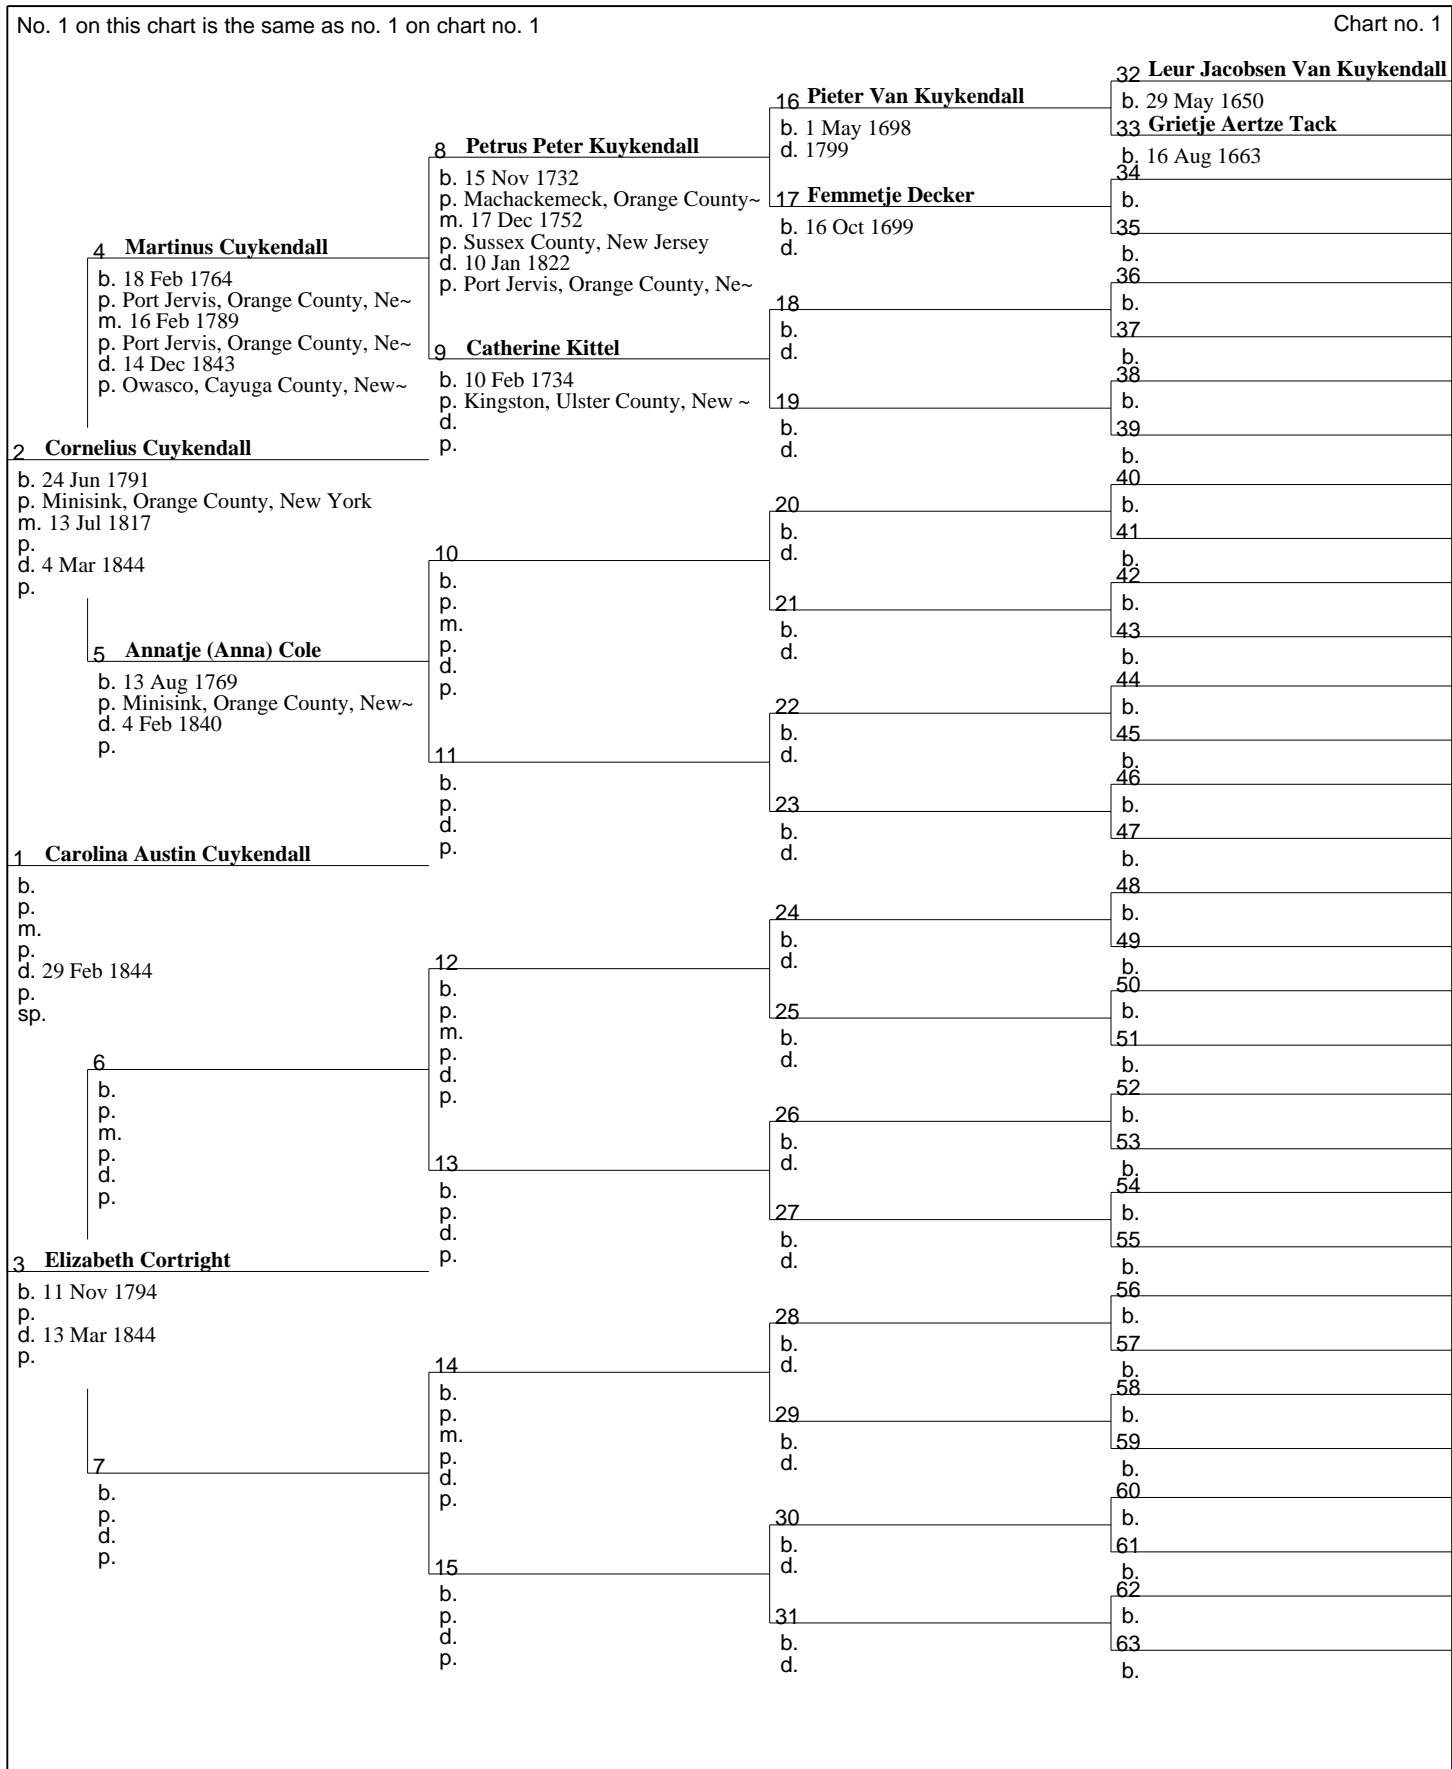 No. 1 on this chart is the same as no. 1 on chart no. 1
Chart no. 1
2 Cornelius Cuykendall
b. 24 Jun 1791
p. Minisink, Orange County, New York
m. 13 Jul 1817
p.
d. 4 Mar 1844
p.
1 Carolina Austin Cuykendall
b.
p.
m.
p.
d. 29 Feb 1844
p.
sp.
3 Elizabeth Cortright
b. 11 Nov 1794
p.
d. 13 Mar 1844
p.
4 Martinus Cuykendall
b. 18 Feb 1764
p. Port Jervis, Orange County, Ne~
m. 16 Feb 1789
p. Port Jervis, Orange County, Ne~
d. 14 Dec 1843
p. Owasco, Cayuga County, New~
5 Annatje (Anna) Cole
b. 13 Aug 1769
p. Minisink, Orange County, New~
d. 4 Feb 1840
p.
6
b.
p.
m.
p.
d.
p.
7
b.
p.
d.
p.
8 Petrus Peter Kuykendall
b. 15 Nov 1732
p. Machackemeck, Orange County~
m. 17 Dec 1752
p. Sussex County, New Jersey
d. 10 Jan 1822
p. Port Jervis, Orange County, Ne~
9 Catherine Kittel
b. 10 Feb 1734
p. Kingston, Ulster County, New ~
d.
p.
10
b.
p.
m.
p.
d.
p.
11
b.
p.
d.
p.
12
b.
p.
m.
p.
d.
p.
13
b.
p.
d.
p.
14
b.
p.
m.
p.
d.
p.
15
b.
p.
d.
p.
16 Pieter Van Kuykendall
b. 1 May 1698
d. 1799
17 Femmetje Decker
b. 16 Oct 1699
d.
18
b.
d.
19
b.
d.
20
b.
d.
21
b.
d.
22
b.
d.
23
b.
d.
24
b.
d.
25
b.
d.
26
b.
d.
27
b.
d.
28
b.
d.
29
b.
d.
30
b.
d.
31
b.
d.
32 Leur Jacobsen Van Kuykendall
b. 29 May 1650
33 Grietje Aertze Tack
b. 16 Aug 1663
34
b.
35
b.
36
b.
37
b.
38
b.
39
b.
40
b.
41
b.
42
b.
43
b.
44
b.
45
b.
46
b.
47
b.
48
b.
49
b.
50
b.
51
b.
52
b.
53
b.
54
b.
55
b.
56
b.
57
b.
58
b.
59
b.
60
b.
61
b.
62
b.
63
b.